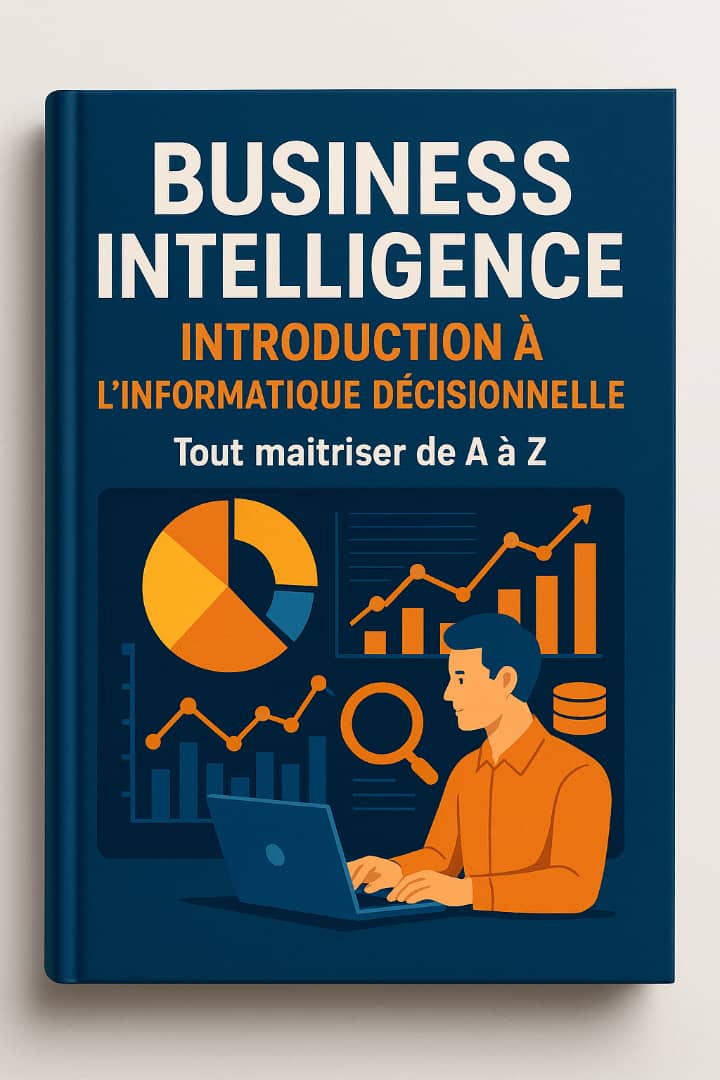 BUSINESS
INTELLIGENCE
INTRODUCTION À
L'INFORMATIQUE DÉCISIONNELLE
Tout maitriser de A à Z